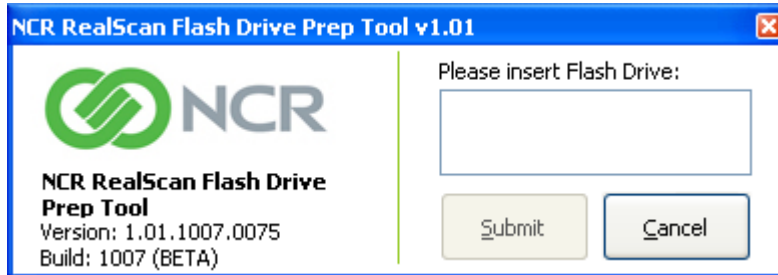 NCR RealScan Flash Drive Prep Tool v1.01
NCR
NCR RealScan Flash Drive
Prep Tool
Version: 1.01.1007.0075
Build: 1007 (BETA)
Please insert Flash Drive:
Submit
Cancel